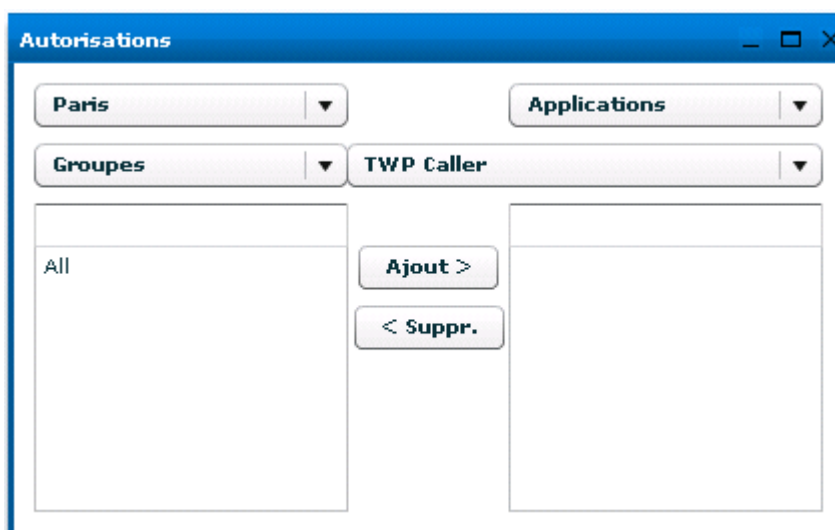 Autorisations
Paris
Applications
Groupes
TWP Caller
All
Ajout >
< Suppr.